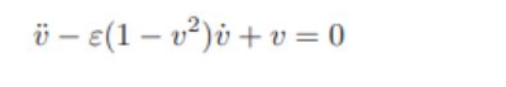 v̈ − ε(1 − v²)v̇ + v = 0